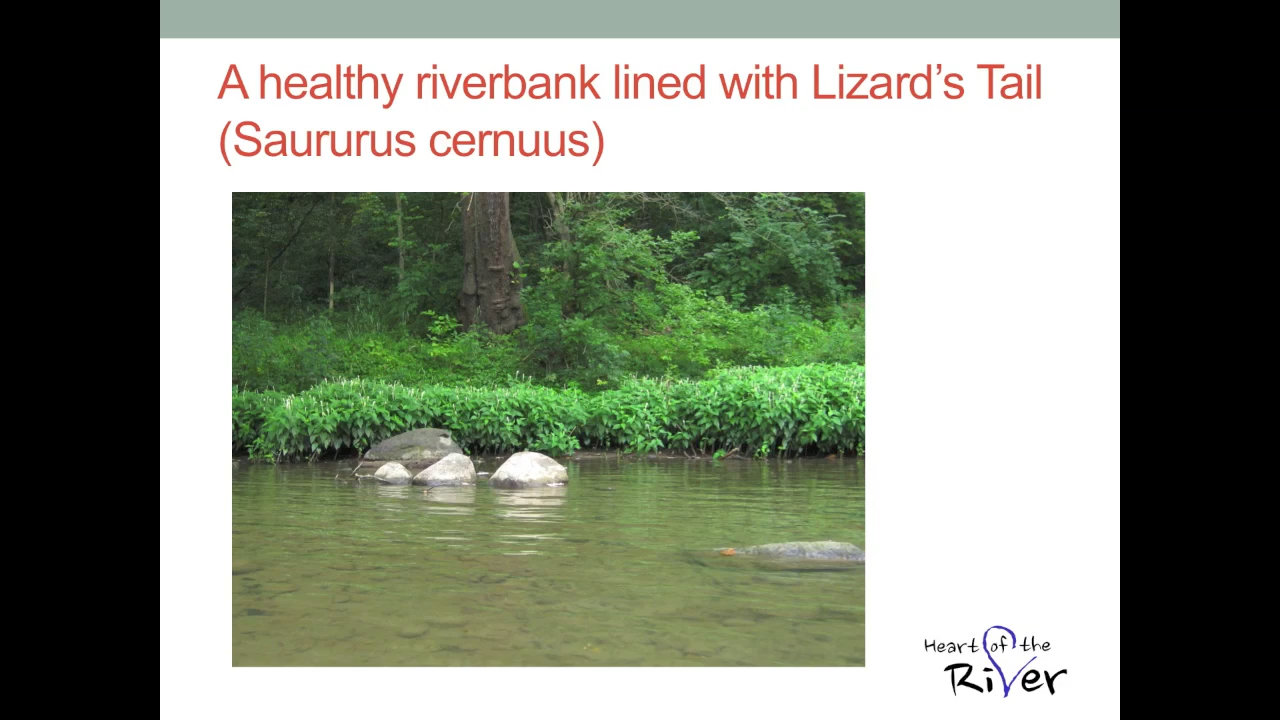 A healthy riverbank lined with Lizard’s Tail
(Saururus cernuus)
Heart of the
River